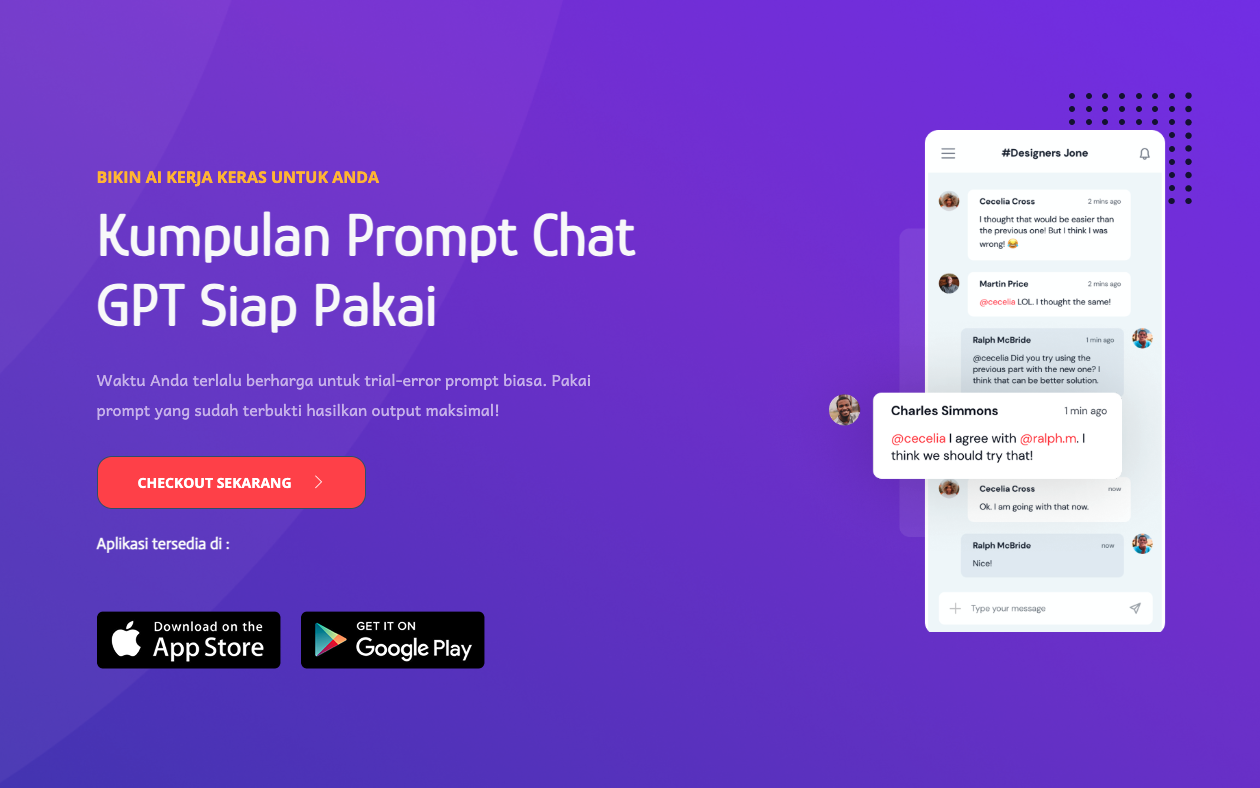 BIKIN AI KERJA KERAS UNTUK ANDA
Kumpulan Prompt Chat
GPT Siap Pakai
Waktu Anda terlalu berharga untuk trial-error prompt biasa. Pakai
prompt yang sudah terbukti hasilkan output maksimal!
CHECKOUT SEKARANG
Aplikasi tersedia di :
Download on the
App Store
GET IT ON
Google Play
#Designers Jone
Cecelia Cross 2 mins ago
I thought that would be easier than
the previous one! But I think I was
wrong! 😂
Martin Price 2 mins ago
@cecelia LOL. I thought the same!
Ralph McBride 1 min ago
@cecelia Did you try using the
previous part with the new one? I
think that can be better solution.
Charles Simmons 1 min ago
@cecelia I agree with @ralph.m. I
think we should try that!
Cecelia Cross now
Ok. I am going with that now.
Ralph McBride now
Nice!
Type your message